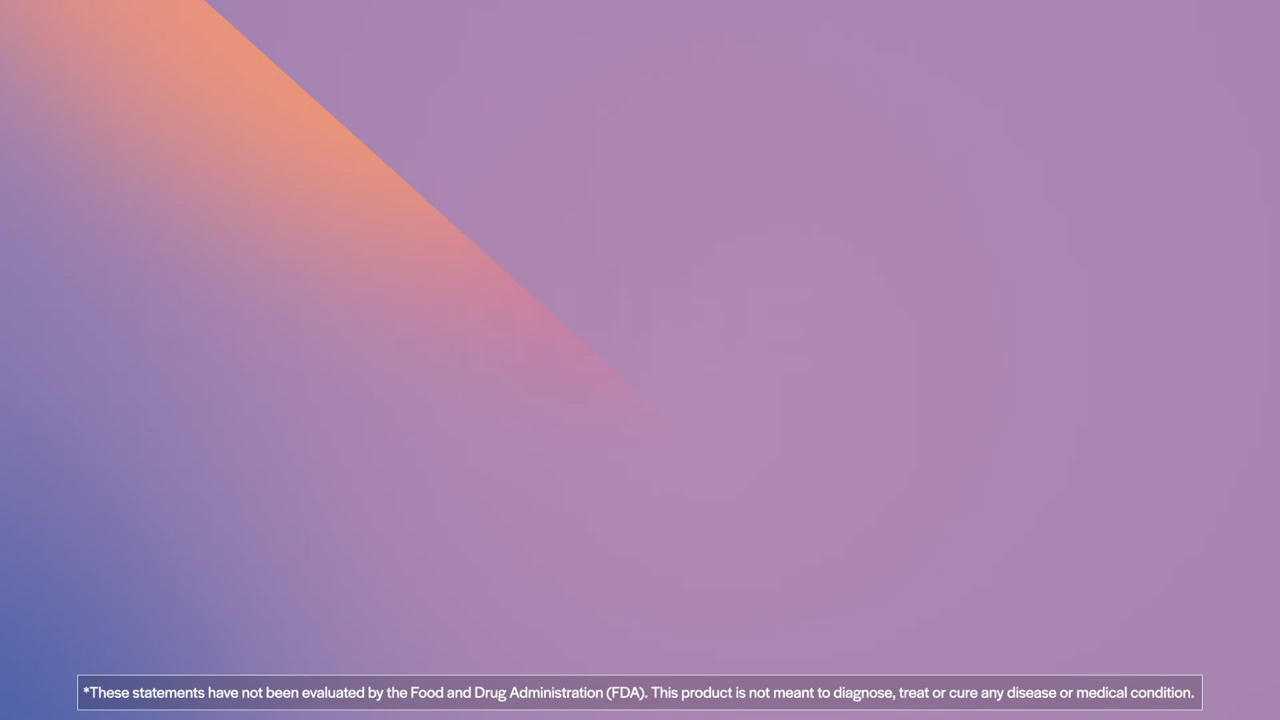 *These statements have not been evaluated by the Food and Drug Administration (FDA). This product is not meant to diagnose, treat or cure any disease or medical condition.